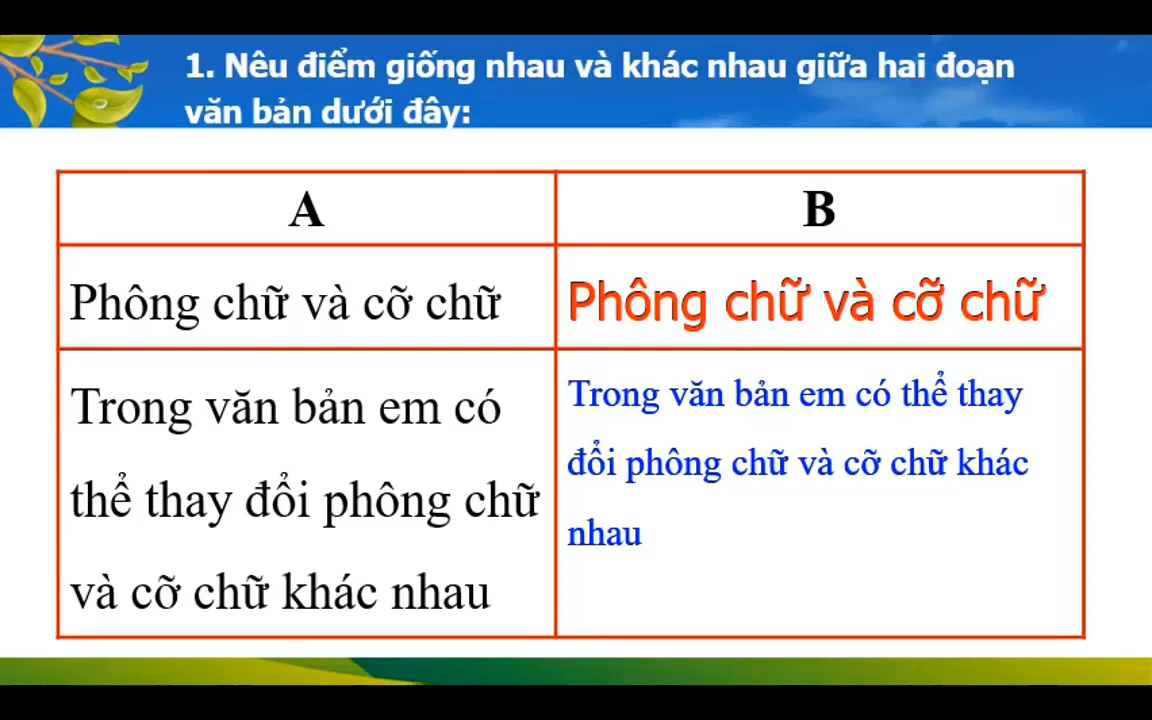 1. Nêu điểm giống nhau và khác nhau giữa hai đoạn
văn bản dưới đây:
A
B
Phông chữ và cỡ chữ
Phông chữ và cỡ chữ
Trong văn bản em có
thể thay đổi phông chữ
và cỡ chữ khác nhau
Trong văn bản em có thể thay
đổi phông chữ và cỡ chữ khác
nhau